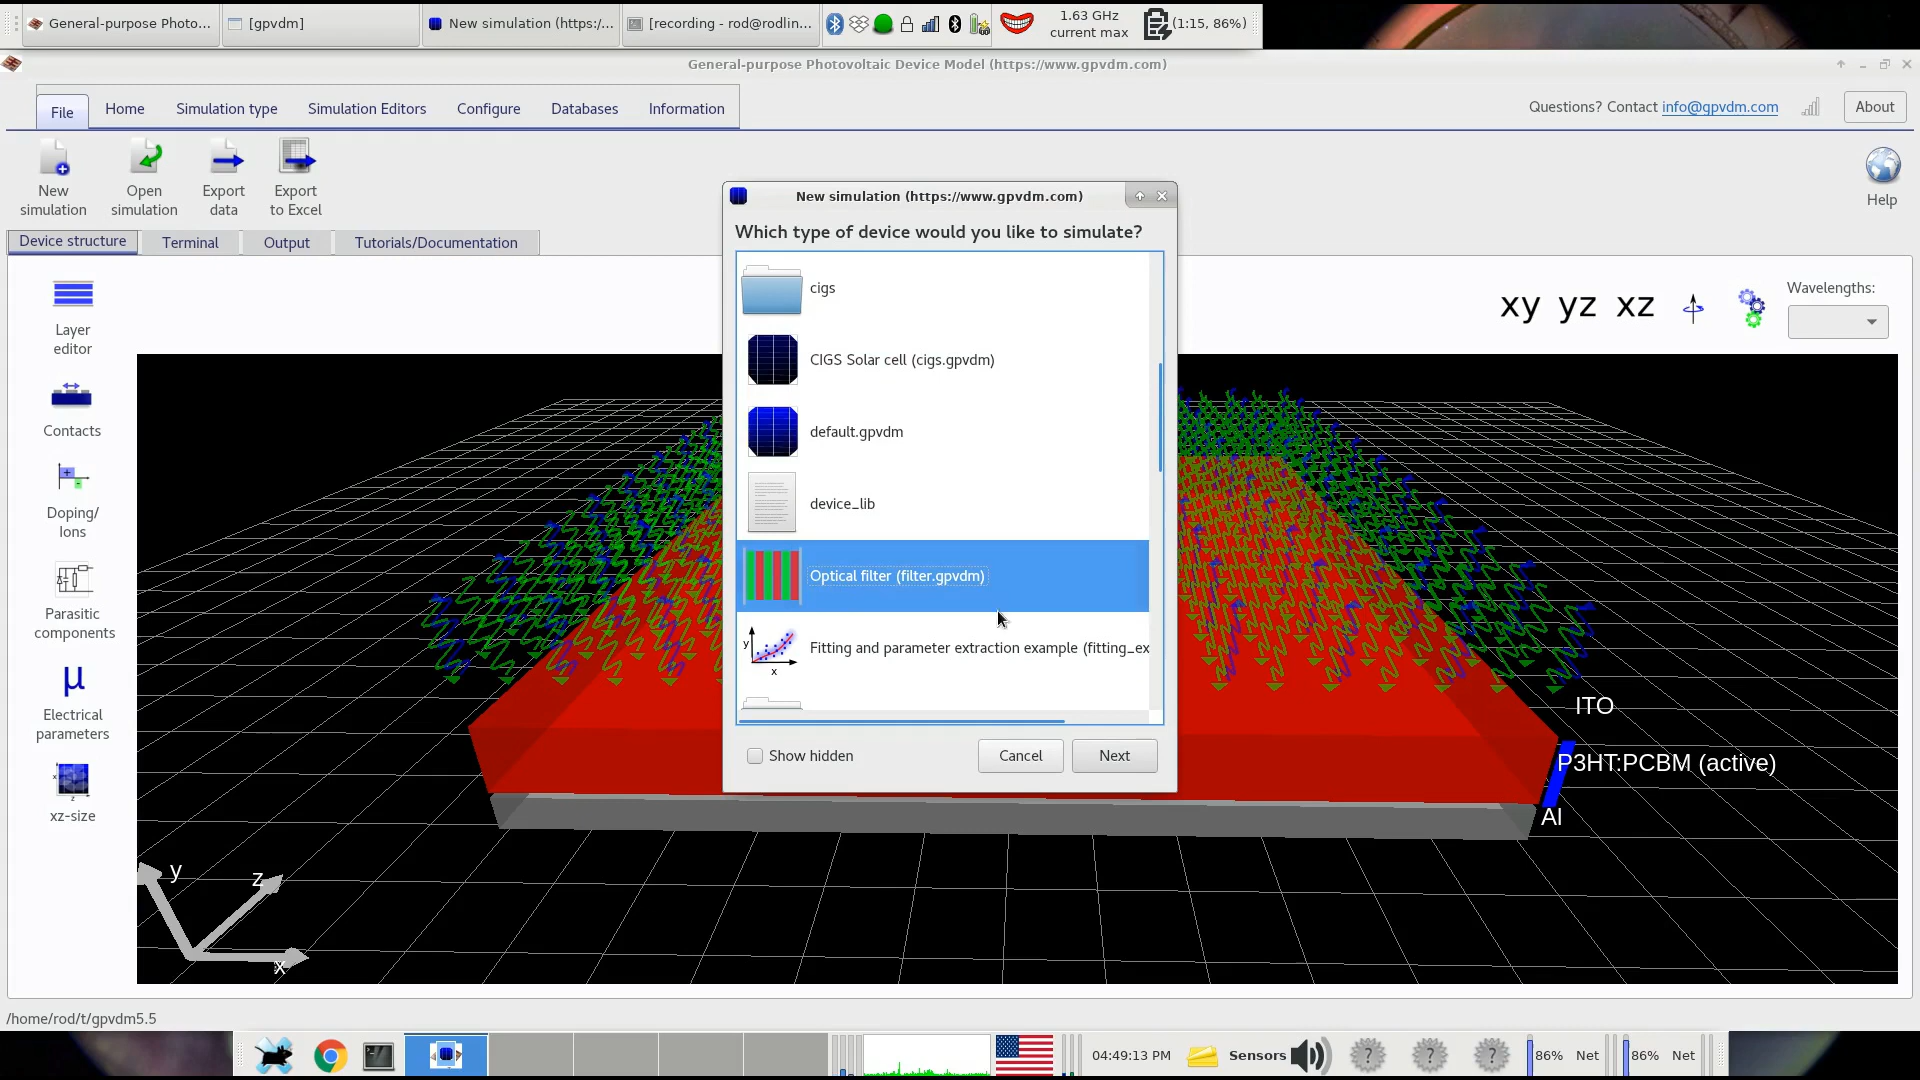 General-purpose Photo...
[gpvdm]
New simulation (https:/...
[recording - rod@rodlin...
1.63 GHz
current max
(1:15, 86%)
General-purpose Photovoltaic Device Model (https://www.gpvdm.com)
File
Home
Simulation type
Simulation Editors
Configure
Databases
Information
Questions? Contact info@gpvdm.com
About
New
simulation
Open
simulation
Export
data
Export
to Excel
Help
Device structure
Terminal
Output
Tutorials/Documentation
Layer
editor
Contacts
Doping/
Ions
Parasitic
components
μ
Electrical
parameters
xz-size
xy yz xz
Wavelengths:
New simulation (https://www.gpvdm.com)
Which type of device would you like to simulate?
cigs
CIGS Solar cell (cigs.gpvdm)
default.gpvdm
device_lib
Optical filter (filter.gpvdm)
y
x
Fitting and parameter extraction example (fitting_ex
Show hidden
Cancel
Next
ITO
P3HT:PCBM (active)
Al
y
z
x
/home/rod/t/gpvdm5.5
04:49:13 PM
Sensors
86%
Net
86%
Net